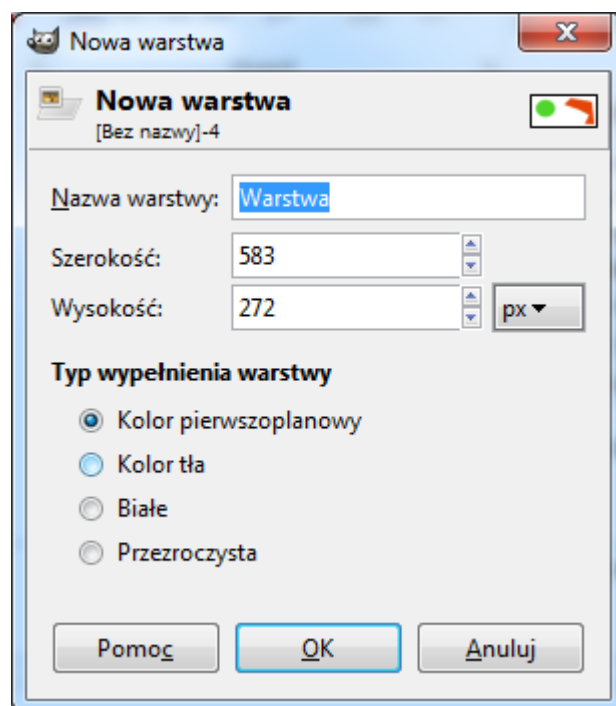 Nowa warstwa
Nowa warstwa
[Bez nazwy]-4
Nazwa warstwy: Warstwa
Szerokość: 583
Wysokość: 272 px
Typ wypełnienia warstwy
Kolor pierwszoplanowy
Kolor tła
Białe
Przezroczysta
Pomoc OK Anuluj